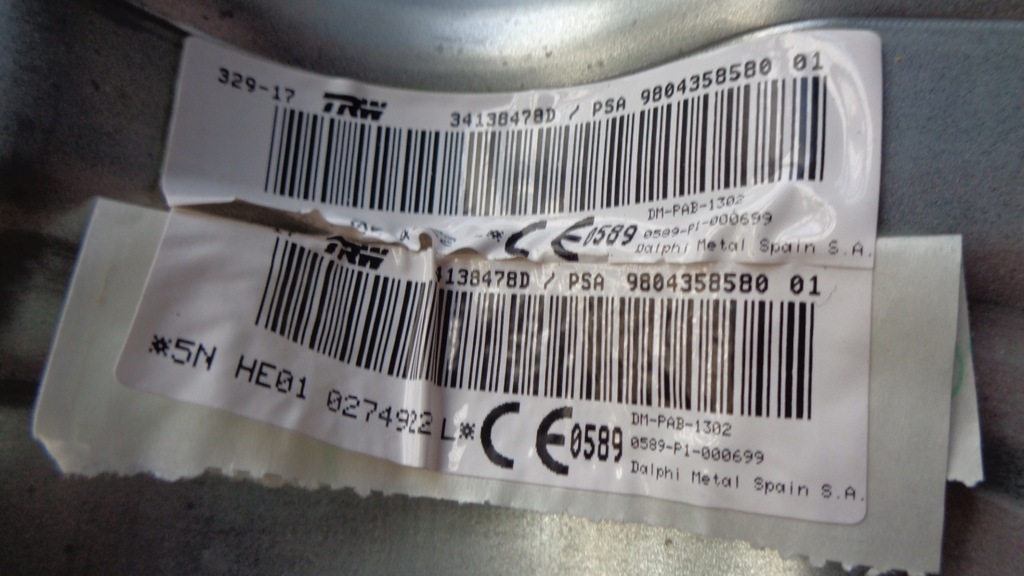 329-17 TRW 34138478D / PSA 9804358580 01
DM-PAB-1302
CE 0589 0589-P1-000699
Dalphi Metal Spain S.A.
TRW 4138478D / PSA 9804358580 01
*5N HE01 0274922 L*
CE 0589
DM-PAB-1302
0589-P1-000699
Dalphi Metal Spain S.A.